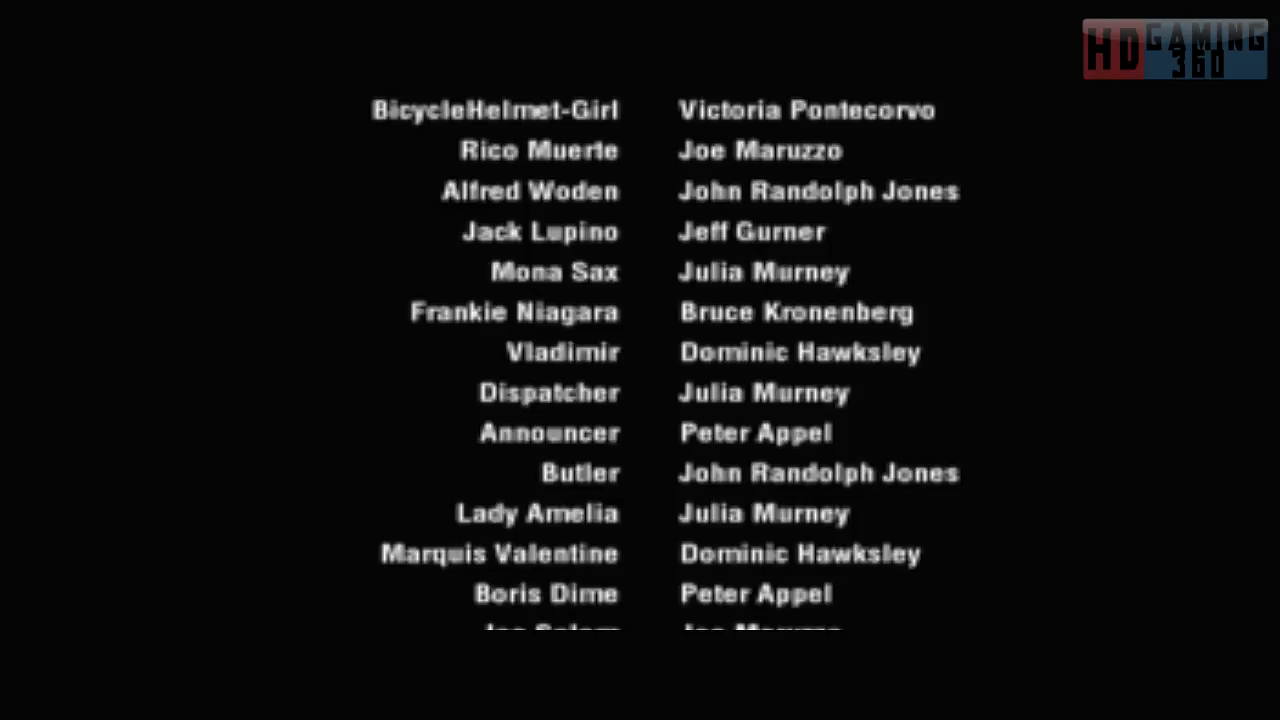 HD GAMING 360
BicycleHelmet-Girl Victoria Pontecorvo
Rico Muerte Joe Maruzzo
Alfred Woden John Randolph Jones
Jack Lupino Jeff Gurner
Mona Sax Julia Murney
Frankie Niagara Bruce Kronenberg
Vladimir Dominic Hawksley
Dispatcher Julia Murney
Announcer Peter Appel
Butler John Randolph Jones
Lady Amelia Julia Murney
Marquis Valentine Dominic Hawksley
Boris Dime Peter Appel
Joe Maruzzo